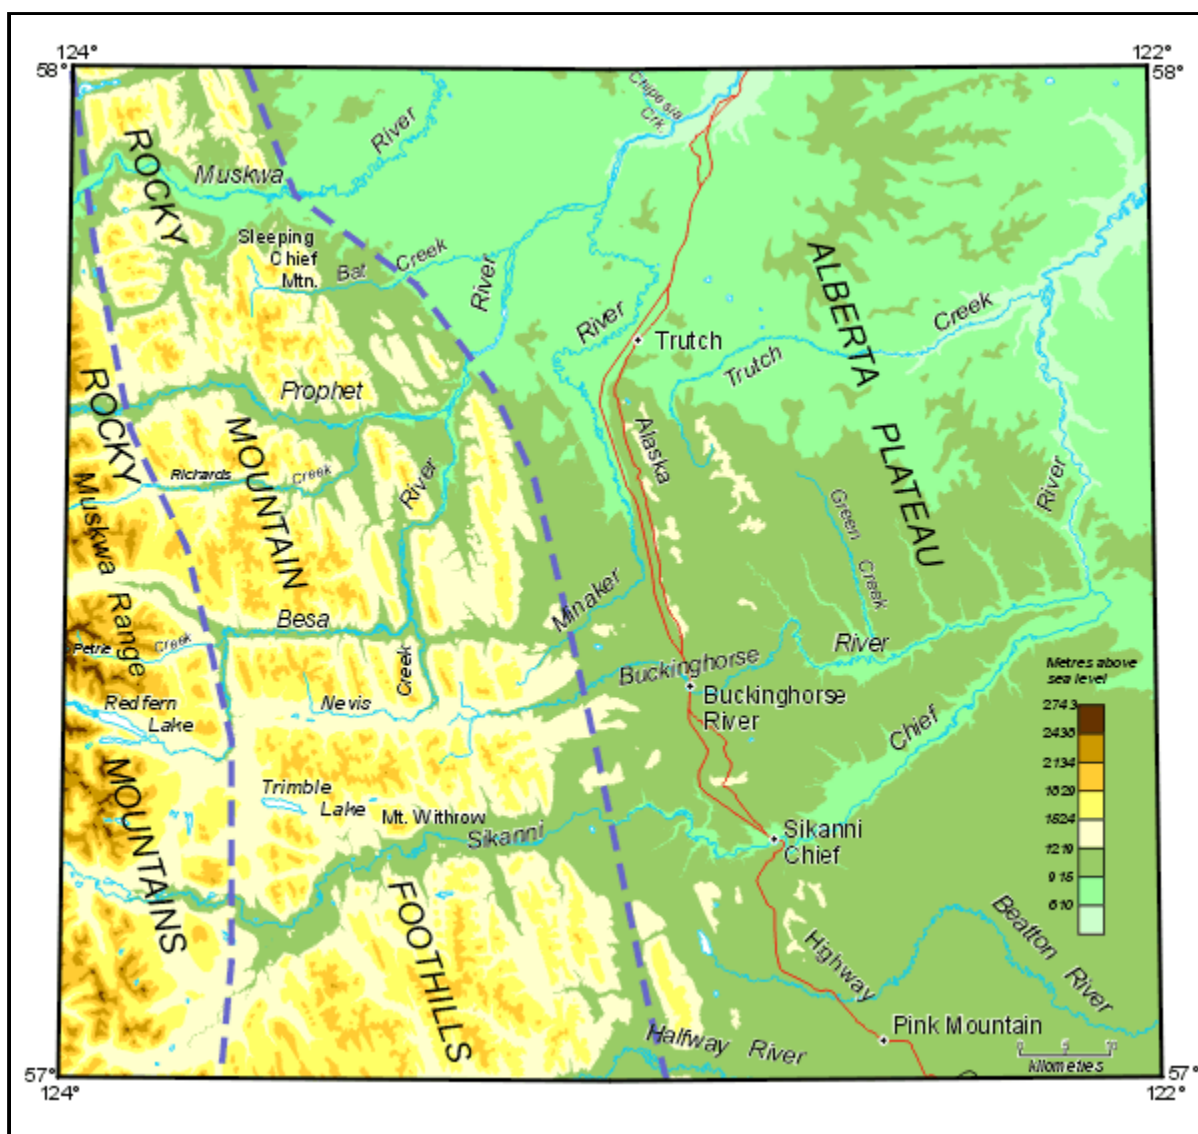 124°
122°
58°
58°
Chipesia
Crk.
River
ROCKY
Muskwa
Sleeping
Chief
Mtn.
Bat Creek
River
ALBERTA
River
Creek
Trutch
Trutch
ROCKY
Prophet
MOUNTAIN
Alaska
PLATEAU
River
River
Richards Creek
Muskwa Range
Green
Creek
Minaker
Besa
River
Petrie Creek
Creek
Buckinghorse
Metres above
sea level
Redfern
Lake
Nevis
Buckinghorse
River
2743
2438
2134
1829
1524
1219
915
610
Chief
MOUNTAINS
Trimble
Lake
Mt. Withrow
Sikanni
Sikanni
Chief
FOOTHILLS
Beatton River
Highway
Pink Mountain
Halfway River
0 5 10
kilometres
57°
57°
124°
122°